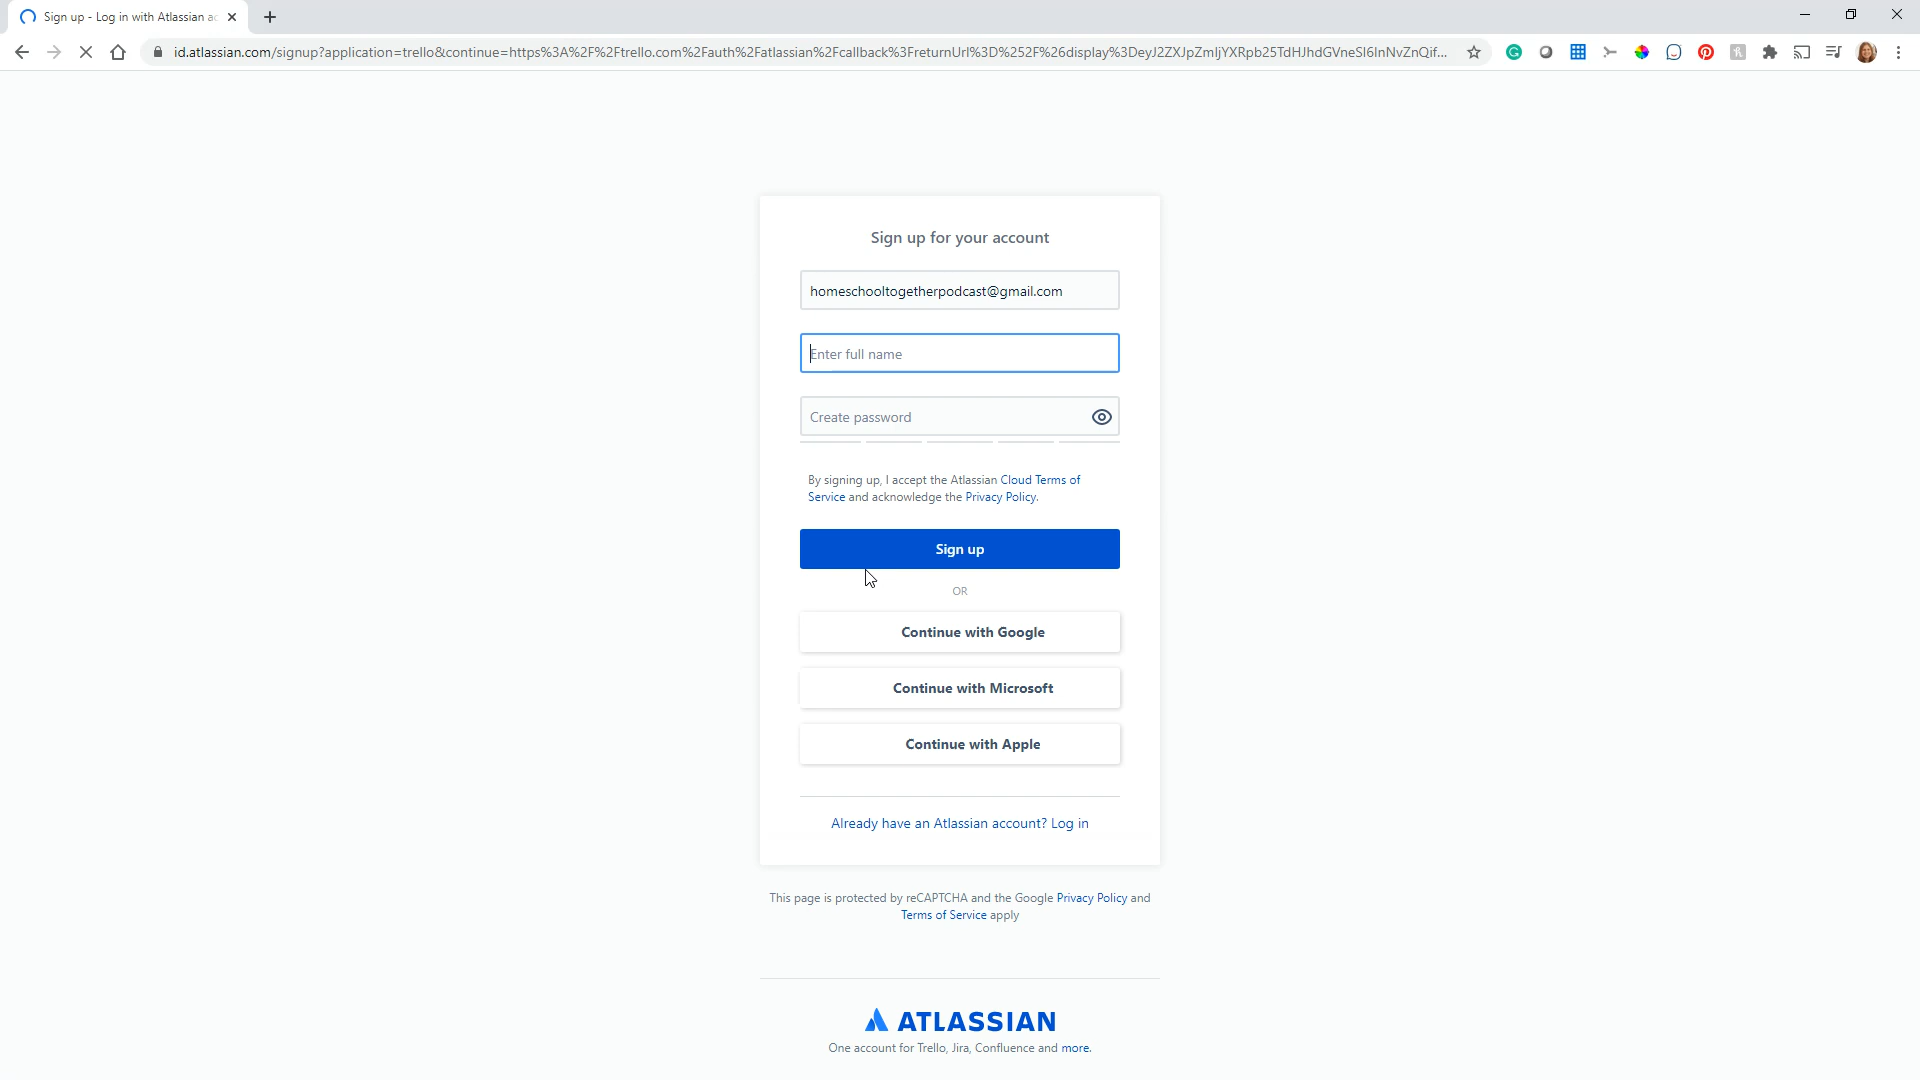 Sign up - Log in with Atlassian ac
id.atlassian.com/signup?application=trello&continue=https%3A%2F%2Ftrello.com%2Fauth%2Fatlassian%2Fcallback%3FreturnUrl%3D%252F%26display%3DeyJ2ZXJpZmljYXRpb25TdHJhdGVneSI6InNvZnQif...
Sign up for your account
homeschooltogetherpodcast@gmail.com
Enter full name
Create password
By signing up, I accept the Atlassian Cloud Terms of
Service and acknowledge the Privacy Policy.
Sign up
OR
Continue with Google
Continue with Microsoft
Continue with Apple
Already have an Atlassian account? Log in
This page is protected by reCAPTCHA and the Google Privacy Policy and
Terms of Service apply
ATLASSIAN
One account for Trello, Jira, Confluence and more.